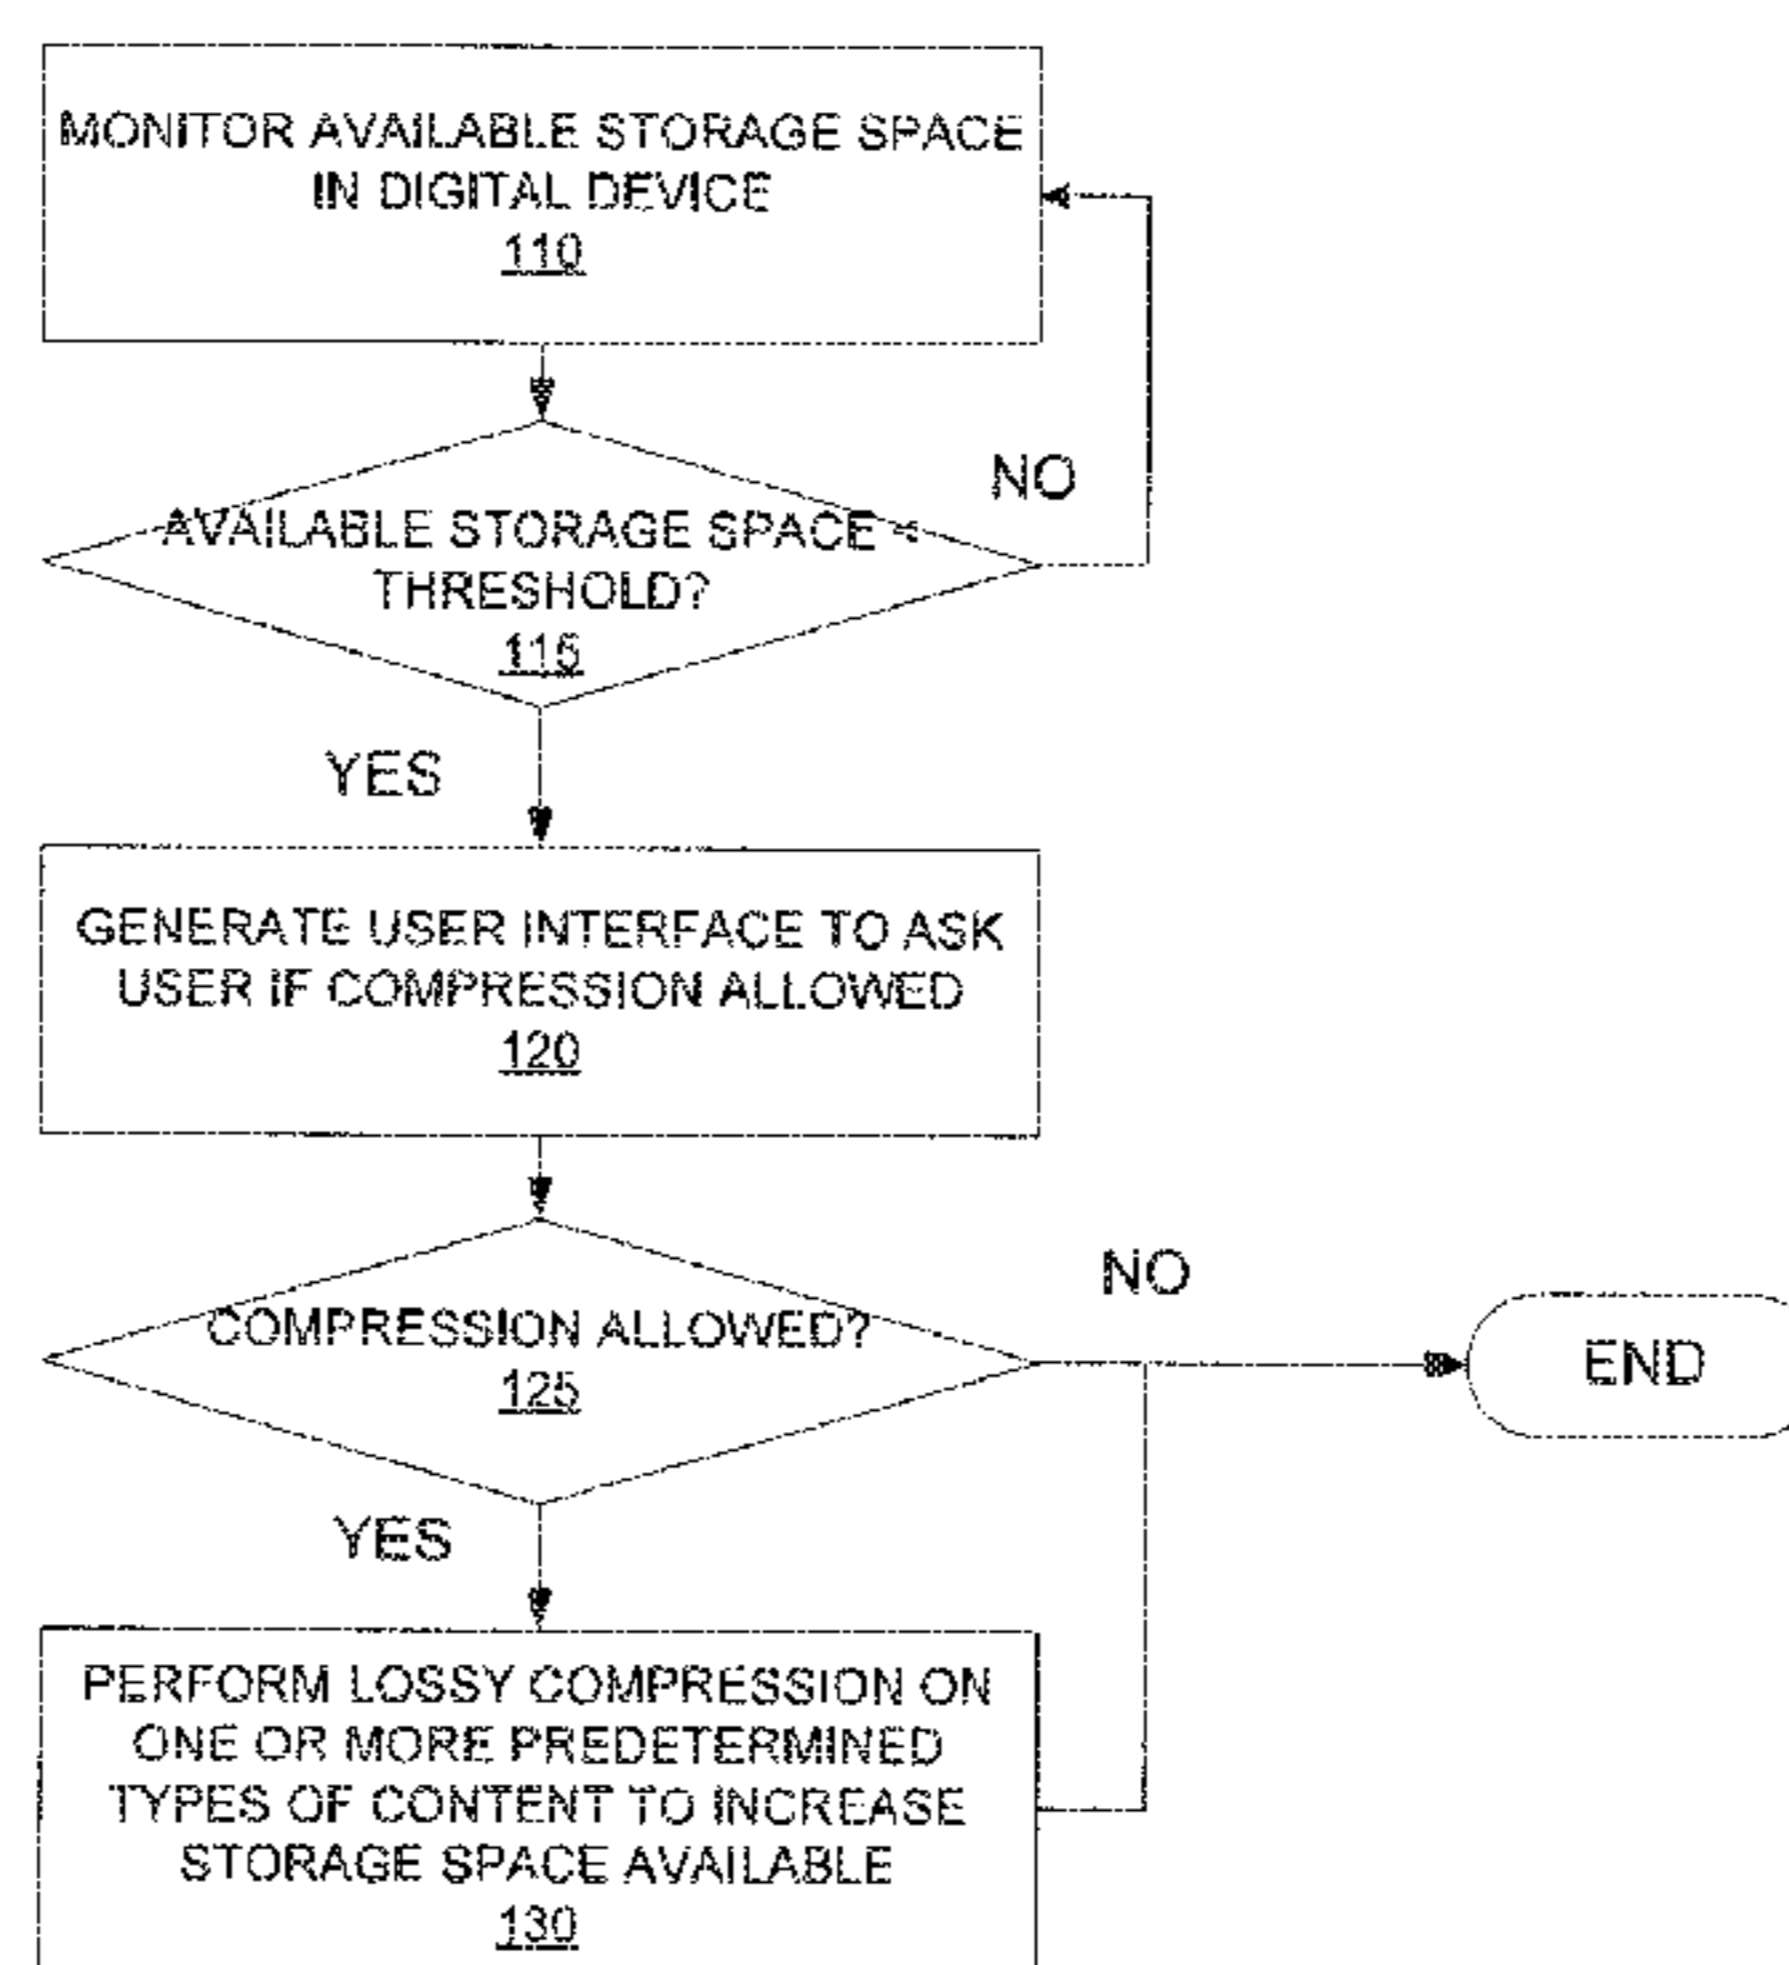 MONITOR AVAILABLE STORAGE SPACE
IN DIGITAL DEVICE
110
NO
AVAILABLE STORAGE SPACE <
THRESHOLD?
115
YES
GENERATE USER INTERFACE TO ASK
USER IF COMPRESSION ALLOWED
120
NO
COMPRESSION ALLOWED?
125
END
YES
PERFORM LOSSY COMPRESSION ON
ONE OR MORE PREDETERMINED
TYPES OF CONTENT TO INCREASE
STORAGE SPACE AVAILABLE
130